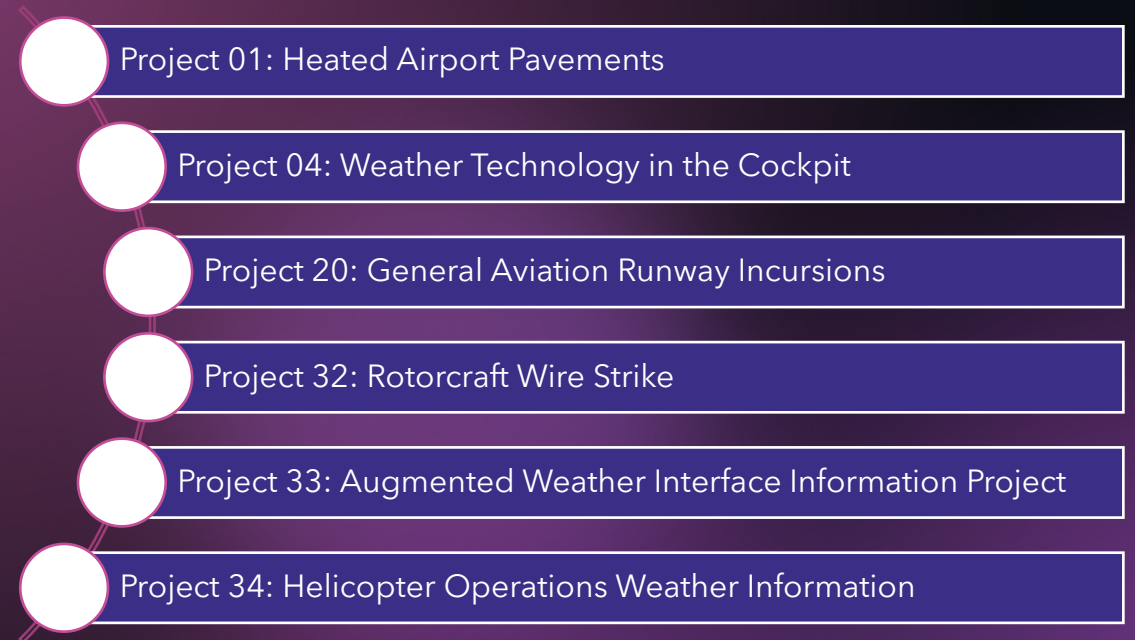 Project 01: Heated Airport Pavements
Project 04: Weather Technology in the Cockpit
Project 20: General Aviation Runway Incursions
Project 32: Rotorcraft Wire Strike
Project 33: Augmented Weather Interface Information Project
Project 34: Helicopter Operations Weather Information